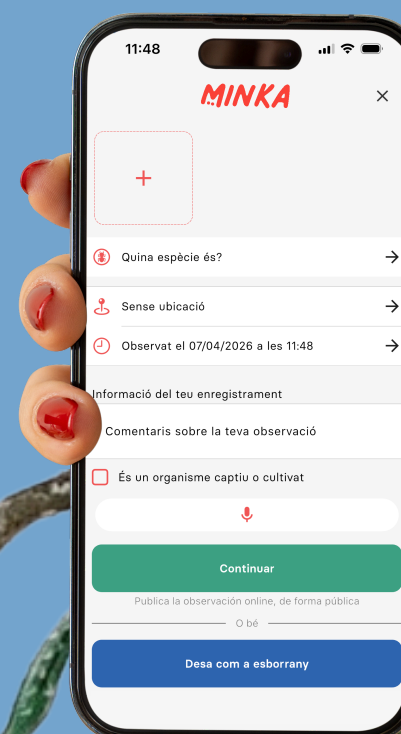 11:48
MINKA
Quina espècie és?
Sense ubicació
Observat el 07/04/2026 a les 11:48
Informació del teu enregistrament
Comentaris sobre la teva observació
És un organisme captiu o cultivat
Continuar
Publica la observación online, de forma pública
O bé
Desa com a esborrany